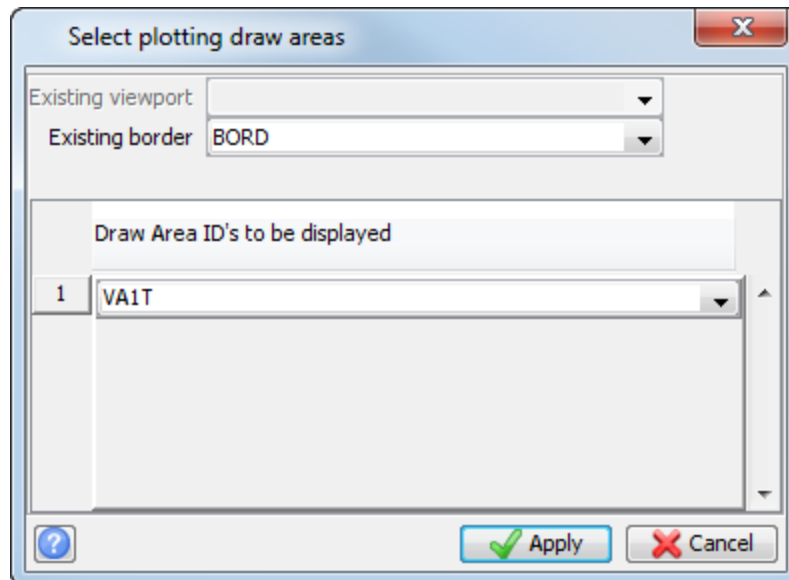 Select plotting draw areas
Existing viewport
Existing border BORD
Draw Area ID's to be displayed
1 VA1T
Apply Cancel